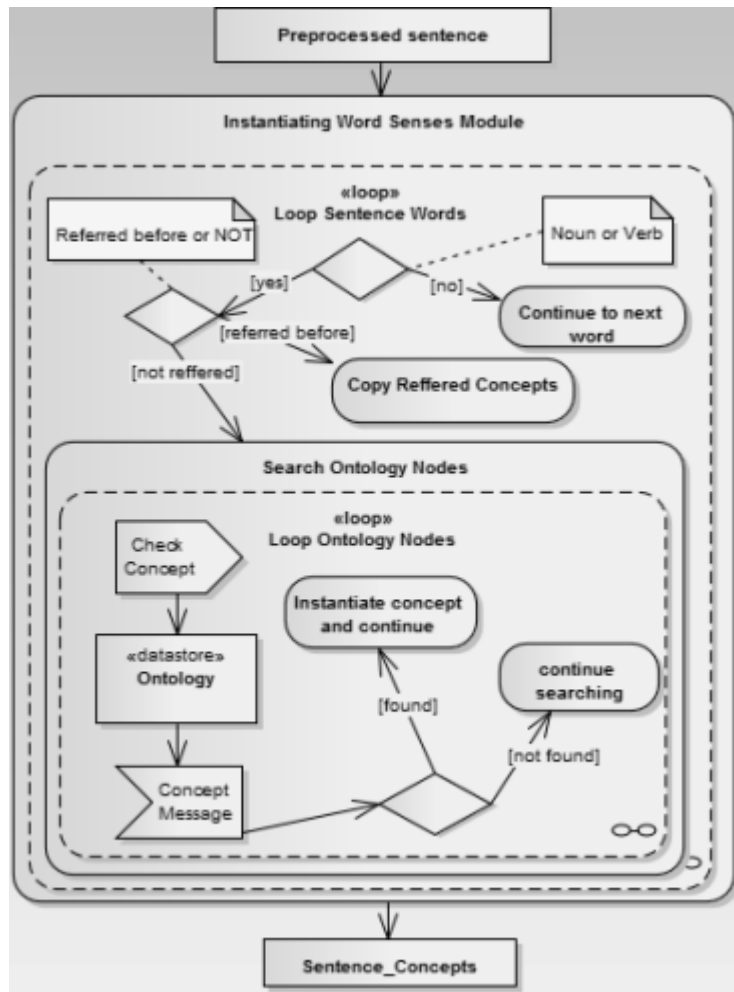 Preprocessed sentence
Instantiating Word Senses Module
«loop»
Loop Sentence Words
Referred before or NOT
Noun or Verb
[yes]
[no]
Continue to next
word
[referred before]
[not reffered]
Copy Reffered Concepts
Search Ontology Nodes
«loop»
Loop Ontology Nodes
Check
Concept
Instantiate concept
and continue
«datastore»
Ontology
continue
searching
[found]
[not found]
Concept
Message
Sentence_Concepts